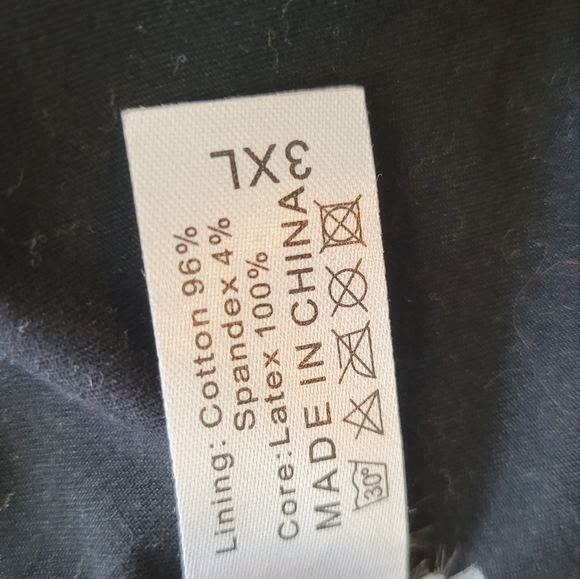 3XL
Lining: Cotton 96%
Spandex 4%
Core:Latex 100%
MADE IN CHINA
30°